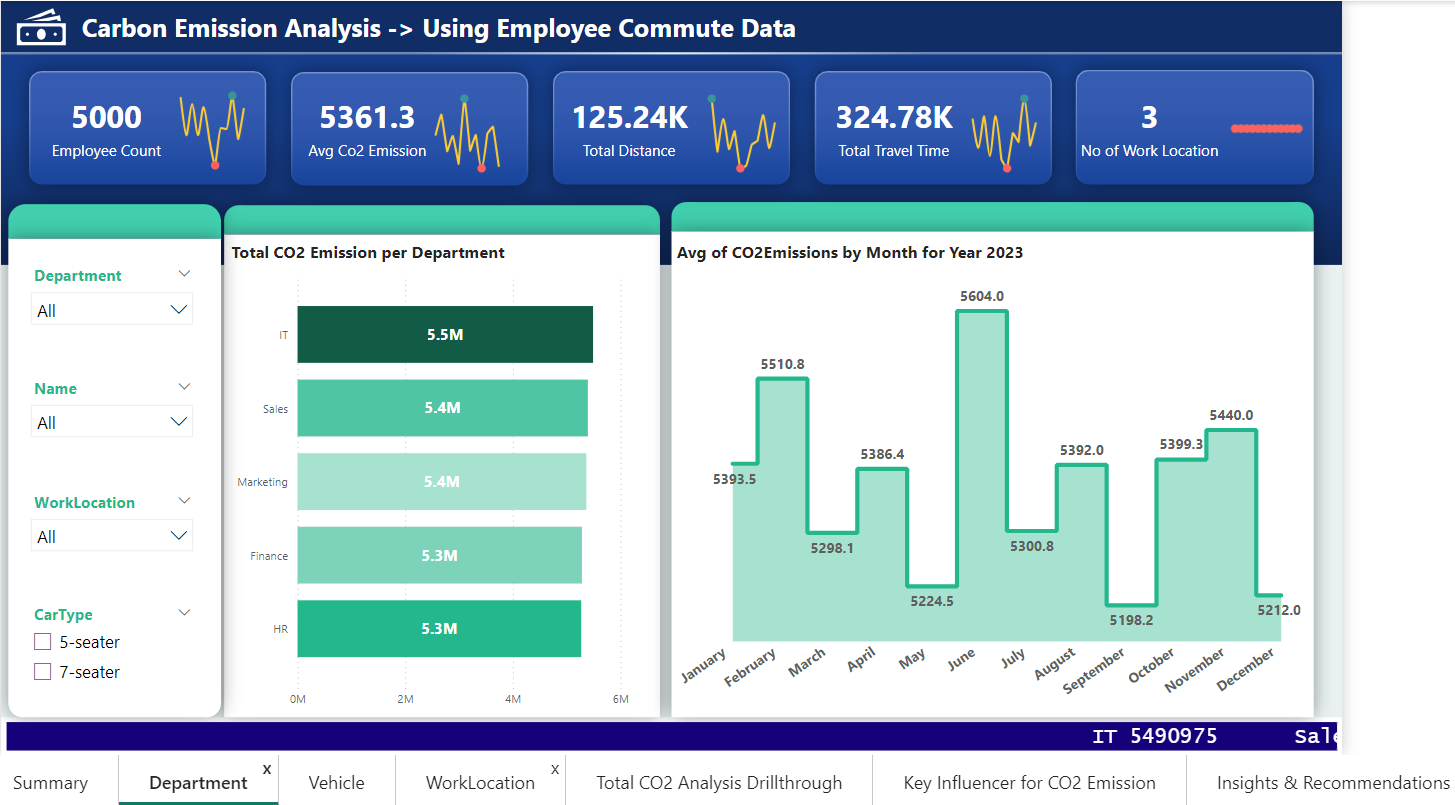 Carbon Emission Analysis -> Using Employee Commute Data
5000
Employee Count
5361.3
Avg Co2 Emission
125.24K
Total Distance
324.78K
Total Travel Time
3
No of Work Location
Department
All
Name
All
WorkLocation
All
CarType
5-seater
7-seater
Total CO2 Emission per Department
IT
5.5M
Sales
5.4M
Marketing
5.4M
Finance
5.3M
HR
5.3M
0M 2M 4M 6M
Avg of CO2Emissions by Month for Year 2023
5393.5
5510.8
5298.1
5386.4
5224.5
5604.0
5300.8
5392.0
5198.2
5399.3
5440.0
5212.0
January February March April May June July August September October November December
IT 5490975 Sale
Summary
Department x
Vehicle
WorkLocation x
Total CO2 Analysis Drillthrough
Key Influencer for CO2 Emission
Insights & Recommendations